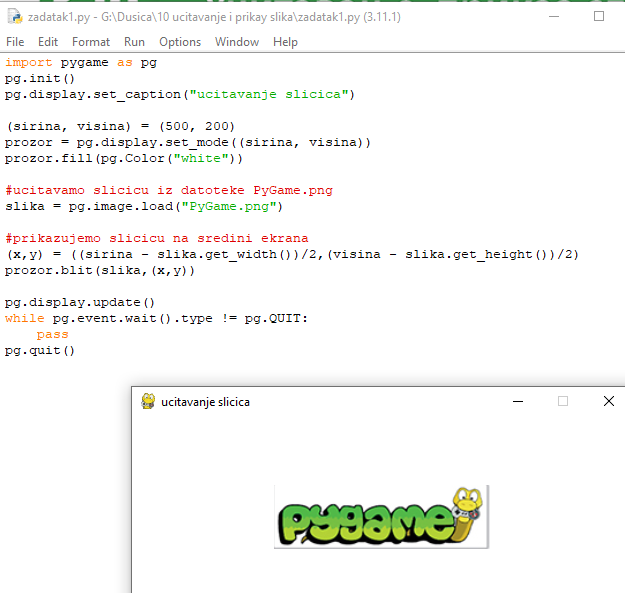 zadatak1.py - G:\Dusica\10 ucitavanje i prikay slika\zadatak1.py (3.11.1)
File Edit Format Run Options Window Help
import pygame as pg
pg.init()
pg.display.set_caption("ucitavanje slicica")
(sirina, visina) = (500, 200)
prozor = pg.display.set_mode((sirina, visina))
prozor.fill(pg.Color("white"))
#ucitavamo slicicu iz datoteke PyGame.png
slika = pg.image.load("PyGame.png")
#prikazujemo slicicu na sredini ekrana
(x,y) = ((sirina - slika.get_width())/2,(visina - slika.get_height())/2)
prozor.blit(slika,(x,y))
pg.display.update()
while pg.event.wait().type != pg.QUIT:
    pass
pg.quit()
ucitavanje slicica
pygame